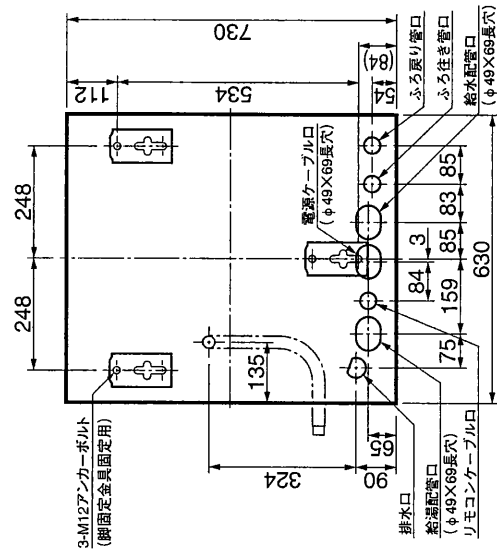 3-M12アンカーボルト
(脚固定金具固定用)
248
248
112
534
730
(84)
54
135
324
90
65
電源ケーブル口
(φ49×69長穴)
3
84
85
83
85
159
75
630
ふろ戻り管口
ふろ往き管口
給水配管口
(φ49×69長穴)
排水口
給湯配管口
(φ49×69長穴)
リモコンケーブル口